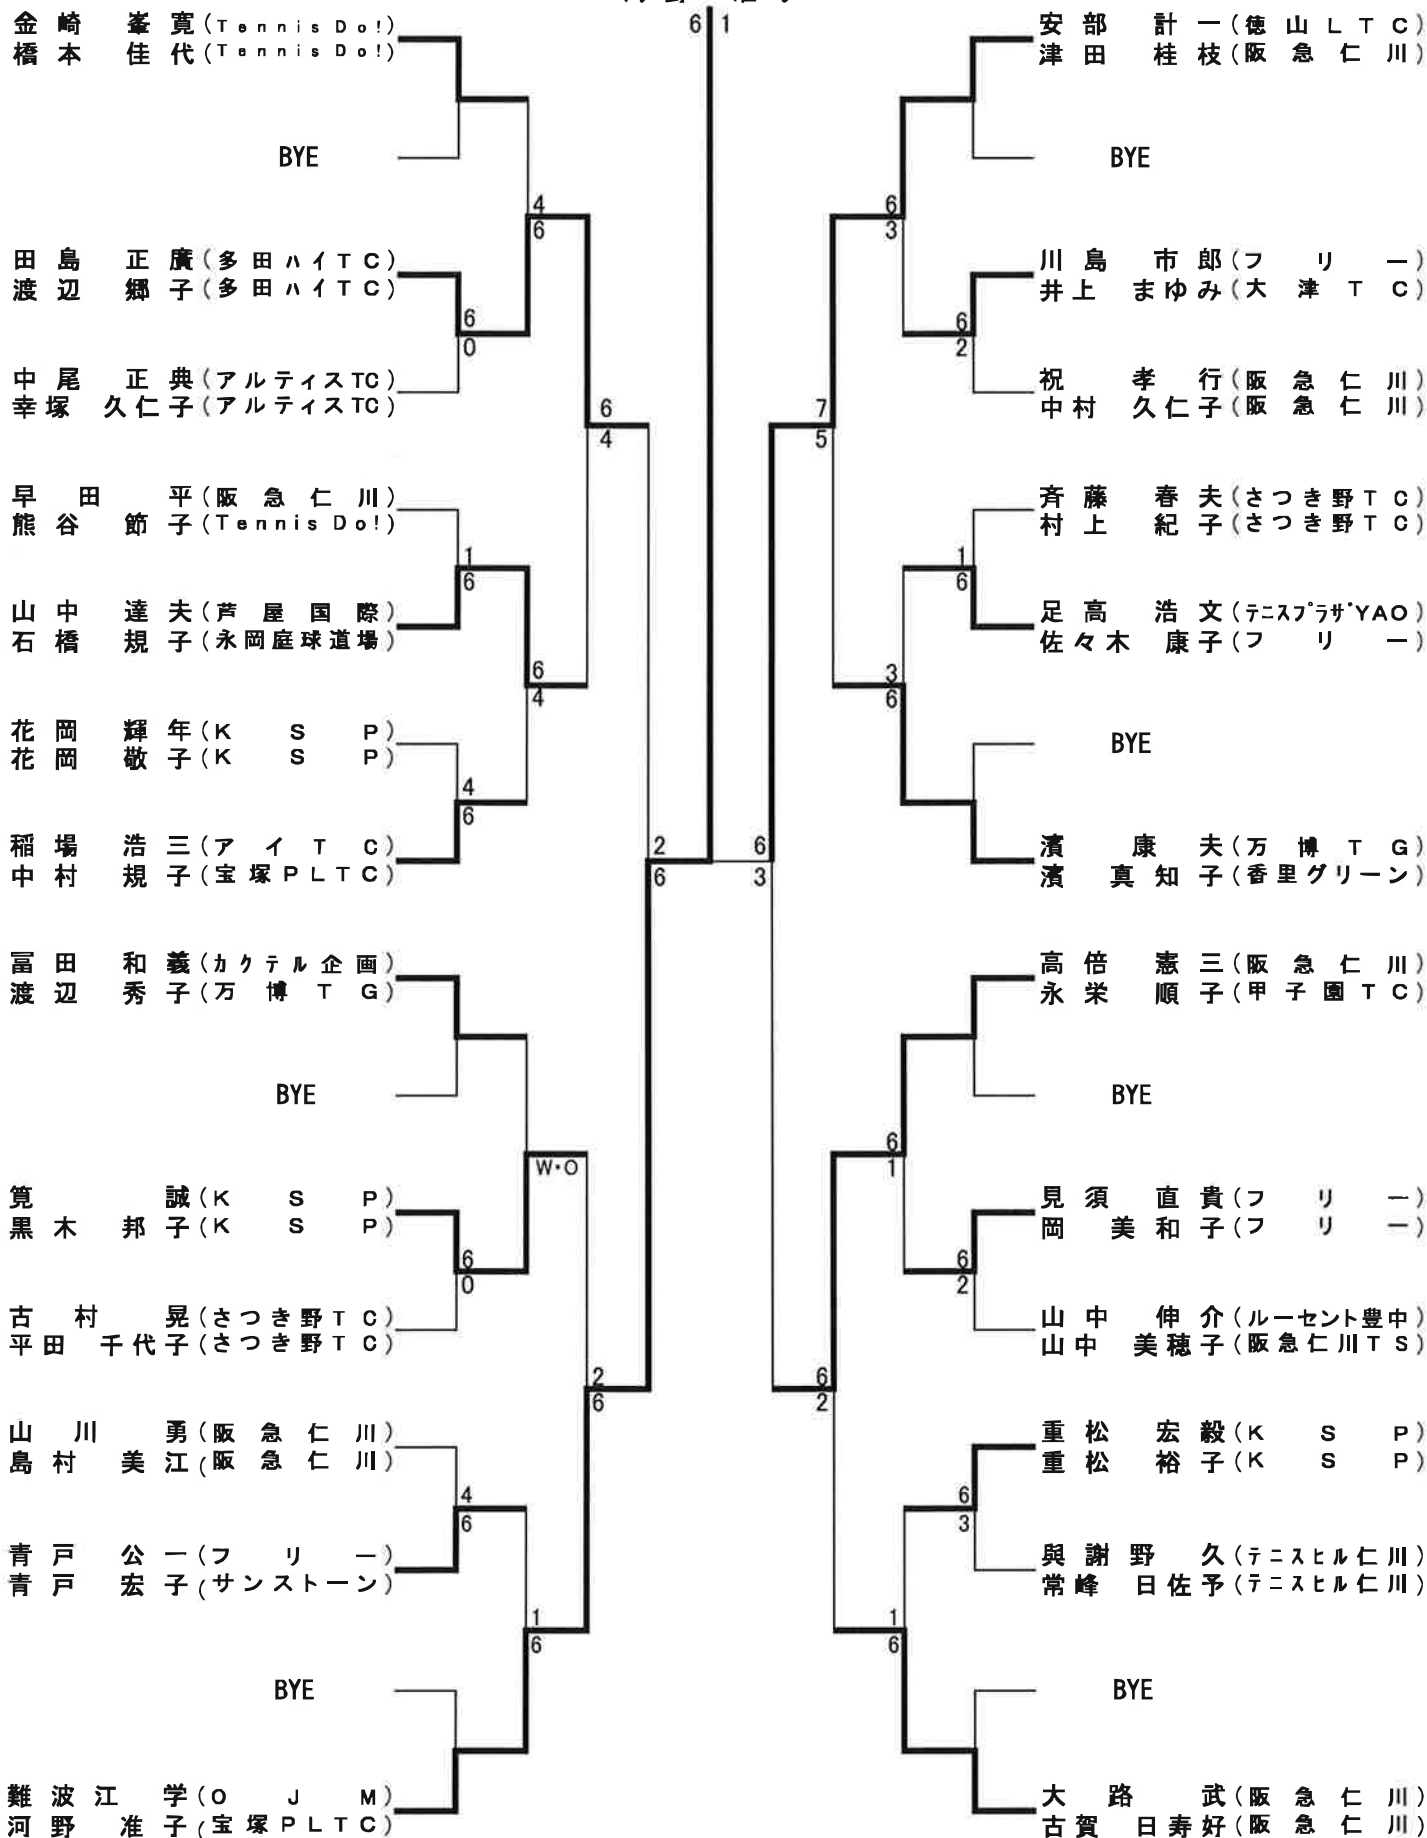 6 1
金崎 峯寛(Tennis Do!)
橋本 佳代(Tennis Do!)
BYE
4
6
田島 正廣(多田ハイTC)
渡辺 郷子(多田ハイTC)
6
0
中尾 正典(アルティスTC)
幸塚 久仁子(アルティスTC)
6
4
早田 平(阪急仁川)
熊谷 節子(Tennis Do!)
1
6
山中 達夫(芦屋国際)
石橋 規子(永岡庭球道場)
6
4
花岡 輝年(KSP)
花岡 敬子(KSP)
4
6
稲場 浩三(アイTC)
中村 規子(宝塚PLTC)
2
6
冨田 和義(カクテル企画)
渡辺 秀子(万博TG)
BYE
W・O
筧 誠(KSP)
黒木 邦子(KSP)
6
0
古村 晃(さつき野TC)
平田 千代子(さつき野TC)
2
6
山川 勇(阪急仁川)
島村 美江(阪急仁川)
4
6
青戸 公一(フリー)
青戸 宏子(サンストーン)
1
6
BYE
難波江 学(OJM)
河野 准子(宝塚PLTC)
安部 計一(徳山LTC)
津田 桂枝(阪急仁川)
BYE
6
3
川島 市郎(フリー)
井上 まゆみ(大津TC)
6
2
祝 孝行(阪急仁川)
中村 久仁子(阪急仁川)
7
5
斉藤 春夫(さつき野TC)
村上 紀子(さつき野TC)
1
6
足高 浩文(テニスプラザYAO)
佐々木 康子(フリー)
3
6
BYE
濱 康夫(万博TG)
濱 真知子(香里グリーン)
6
3
高倍 憲三(阪急仁川)
永栄 順子(甲子園TC)
BYE
6
1
見須 直貴(フリー)
岡 美和子(フリー)
6
2
山中 伸介(ルーセント豊中)
山中 美穂子(阪急仁川TS)
6
2
重松 宏毅(KSP)
重松 裕子(KSP)
6
3
與謝野 久(テニスヒル仁川)
常峰 日佐予(テニスヒル仁川)
1
6
BYE
大路 武(阪急仁川)
古賀 日寿好(阪急仁川)